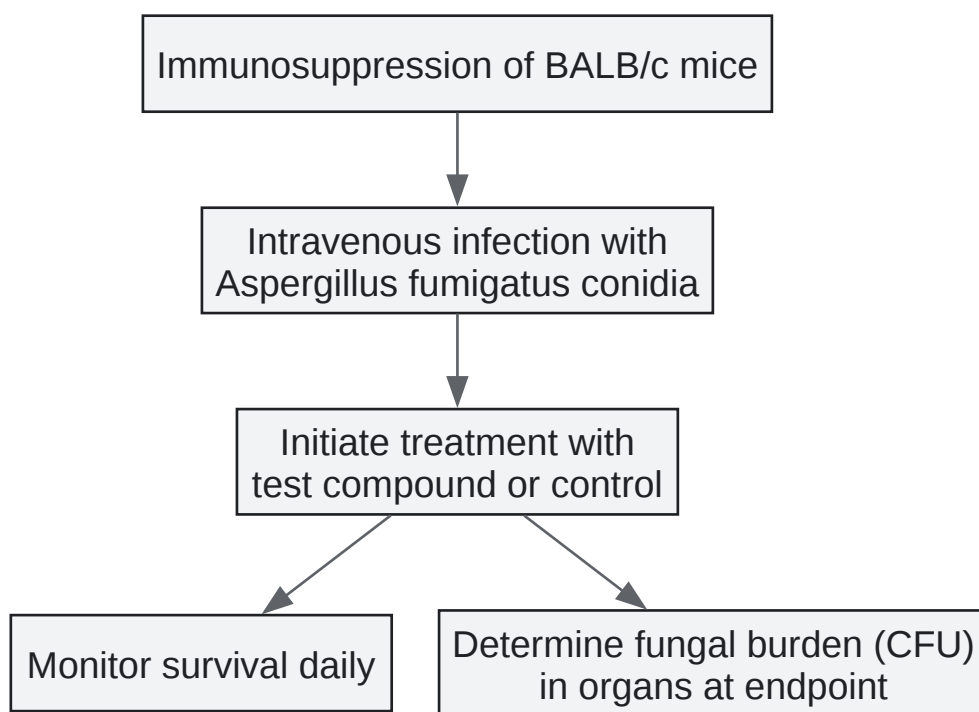 Immunosuppression of BALB/c mice
Intravenous infection with
Aspergillus fumigatus conidia
Initiate treatment with
test compound or control
Monitor survival daily
Determine fungal burden (CFU)
in organs at endpoint